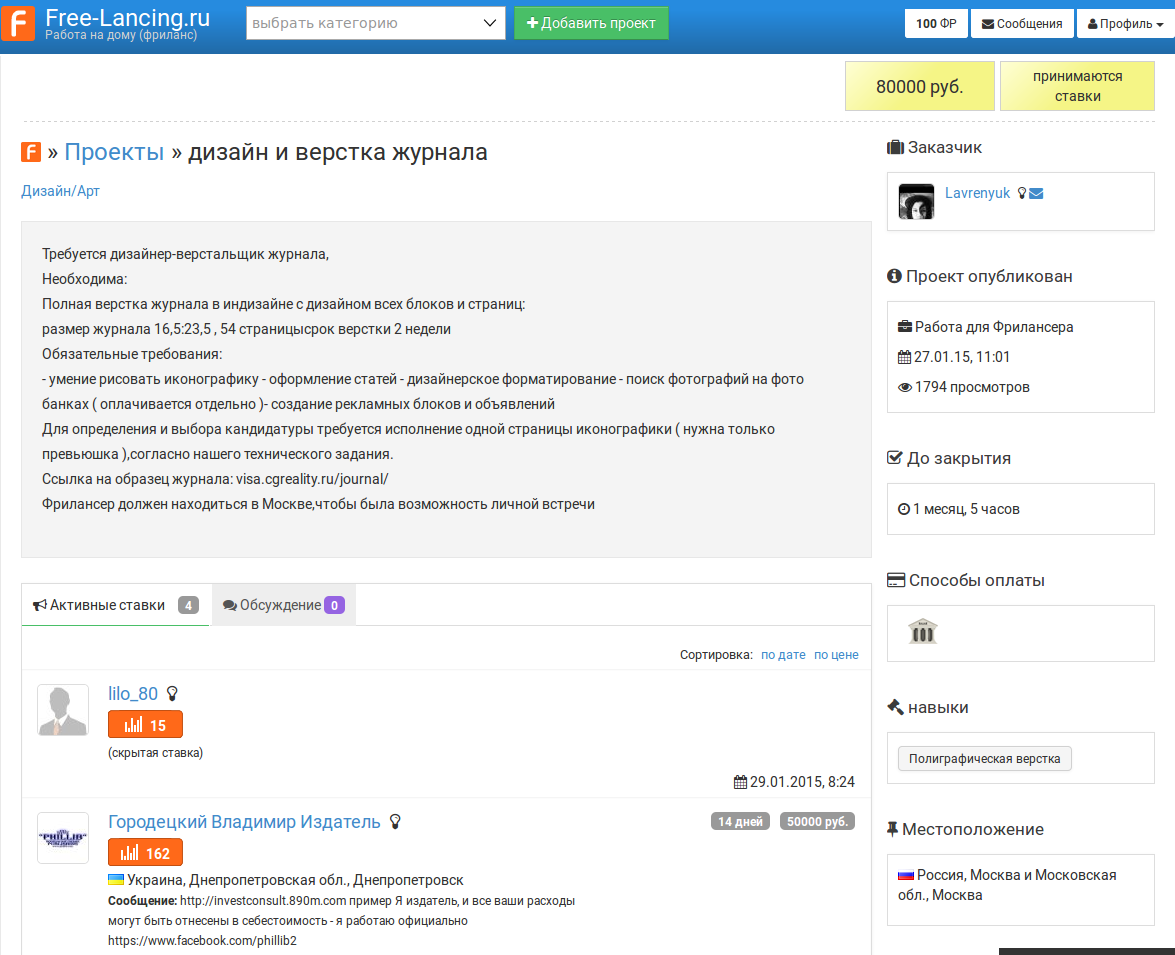 Free-Lancing.ru
Работа на дому (фриланс)
выбрать категорию
Добавить проект
100 ФР
Сообщения
Профиль
80000 руб.
принимаются
ставки
» Проекты » дизайн и верстка журнала
Дизайн/Арт
Требуется дизайнер-верстальщик журнала,
Необходима:
Полная верстка журнала в индизайне с дизайном всех блоков и страниц:
размер журнала 16,5:23,5 , 54 страницысрок верстки 2 недели
Обязательные требования:
- умение рисовать иконографику - оформление статей - дизайнерское форматирование - поиск фотографий на фото
банках ( оплачивается отдельно )- создание рекламных блоков и объявлений
Для определения и выбора кандидатуры требуется исполнение одной страницы иконографики ( нужна только
превьюшка ),согласно нашего технического задания.
Ссылка на образец журнала: visa.cgreality.ru/journal/
Фрилансер должен находиться в Москве,чтобы была возможность личной встречи
Активные ставки 4
Обсуждение 0
Сортировка: по дате по цене
lilo_80
15
(скрытая ставка)
29.01.2015, 8:24
Городецкий Владимир Издатель
14 дней
50000 руб.
"PHILLIB"
162
Украина, Днепропетровская обл., Днепропетровск
Сообщение: http://investconsult.890m.com пример Я издатель, и все ваши расходы
могут быть отнесены в себестоимость - я работаю официально
https://www.facebook.com/phillib2
Заказчик
Lavrenyuk
Проект опубликован
Работа для Фрилансера
27.01.15, 11:01
1794 просмотров
До закрытия
1 месяц, 5 часов
Способы оплаты
навыки
Полиграфическая верстка
Местоположение
Россия, Москва и Московская
обл., Москва